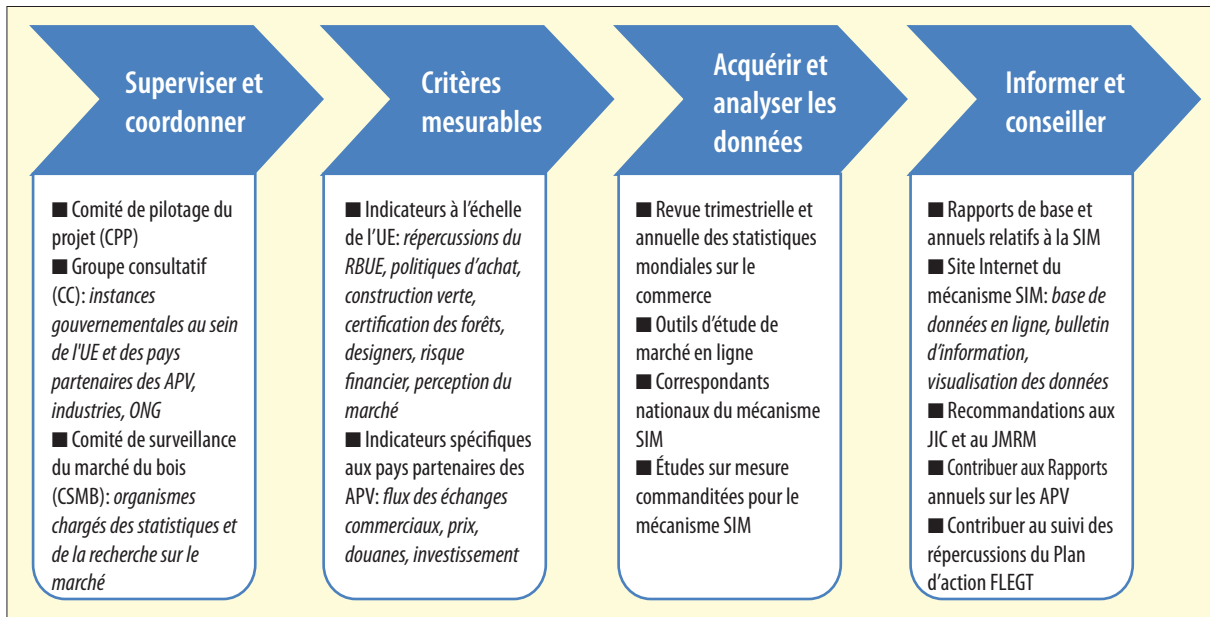 Superviser et
coordonner
■ Comité de pilotage du
projet (CPP)
■ Groupe consultatif
(CC): instances
gouvernementales au sein
de l'UE et des pays
partenaires des APV,
industries, ONG
■ Comité de surveillance
du marché du bois
(CSMB): organismes
chargés des statistiques et
de la recherche sur le
marché
Critères
mesurables
■ Indicateurs à l’échelle
de l’UE: répercussions du
RBUE, politiques d’achat,
construction verte,
certification des forêts,
designers, risque
financier, perception du
marché
■ Indicateurs spécifiques
aux pays partenaires des
APV: flux des échanges
commerciaux, prix,
douanes, investissement
Acquérir et
analyser les
données
■ Revue trimestrielle et
annuelle des statistiques
mondiales sur le
commerce
■ Outils d’étude de
marché en ligne
■ Correspondants
nationaux du mécanisme
SIM
■ Études sur mesure
commanditées pour le
mécanisme SIM
Informer et
conseiller
■ Rapports de base et
annuels relatifs à la SIM
■ Site Internet du
mécanisme SIM: base de
données en ligne, bulletin
d’information,
visualisation des données
■ Recommandations aux
JIC et au JMRM
■ Contribuer aux Rapports
annuels sur les APV
■ Contribuer au suivi des
répercussions du Plan
d’action FLEGT